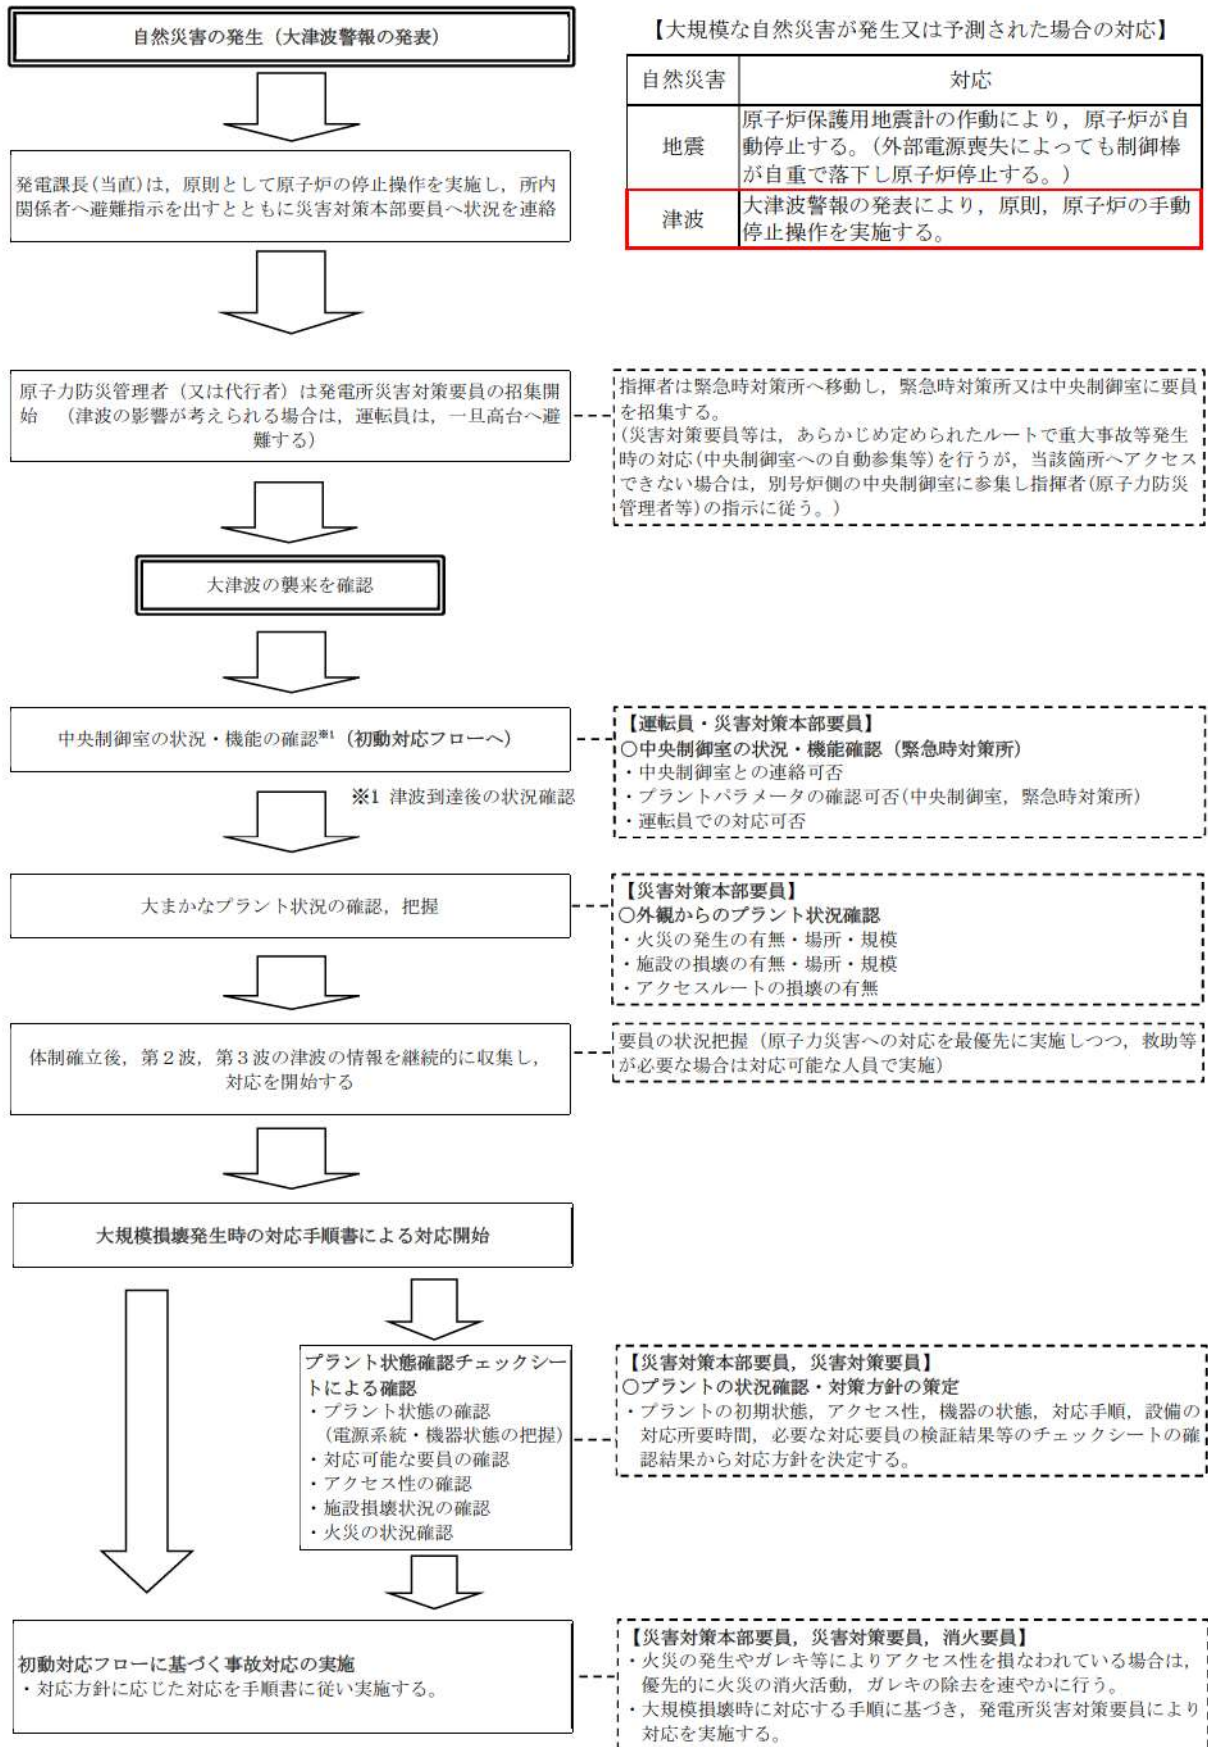 自然災害の発生（大津波警報の発表）
【大規模な自然災害が発生又は予測された場合の対応】
自然災害
対応
地震
原子炉保護用地震計の作動により，原子炉が自
動停止する。（外部電源喪失によっても制御棒
が自重で落下し原子炉停止する。）
津波
大津波警報の発表により，原則，原子炉の手動
停止操作を実施する。
発電課長(当直)は，原則として原子炉の停止操作を実施し，所内
関係者へ避難指示を出すとともに災害対策本部要員へ状況を連絡
原子力防災管理者（又は代行者）は発電所災害対策要員の招集開
始　（津波の影響が考えられる場合は，運転員は，一旦高台へ避
難する）
指揮者は緊急時対策所へ移動し，緊急時対策所又は中央制御室に要員
を招集する。
(災害対策要員等は，あらかじめ定められたルートで重大事故等発生
時の対応(中央制御室への自動参集等)を行うが，当該箇所へアクセス
できない場合は，別号炉側の中央制御室に参集し指揮者(原子力防災
管理者等)の指示に従う。)
大津波の襲来を確認
中央制御室の状況・機能の確認※1（初動対応フローへ）
※1 津波到達後の状況確認
【運転員・災害対策本部要員】
○中央制御室の状況・機能確認（緊急時対策所）
・中央制御室との連絡可否
・プラントパラメータの確認可否(中央制御室，緊急時対策所)
・運転員での対応可否
大まかなプラント状況の確認，把握
【災害対策本部要員】
○外観からのプラント状況確認
・火災の発生の有無・場所・規模
・施設の損壊の有無・場所・規模
・アクセスルートの損壊の有無
体制確立後，第２波，第３波の津波の情報を継続的に収集し，
対応を開始する
要員の状況把握（原子力災害への対応を最優先に実施しつつ，救助等
が必要な場合は対応可能な人員で実施）
大規模損壊発生時の対応手順書による対応開始
プラント状態確認チェックシー
トによる確認
・プラント状態の確認
（電源系統・機器状態の把握）
・対応可能な要員の確認
・アクセス性の確認
・施設損壊状況の確認
・火災の状況確認
【災害対策本部要員，災害対策要員】
○プラントの状況確認・対策方針の策定
・プラントの初期状態，アクセス性，機器の状態，対応手順，設備の
対応所要時間，必要な対応要員の検証結果等のチェックシートの確
認結果から対応方針を決定する。
初動対応フローに基づく事故対応の実施
・対応方針に応じた対応を手順書に従い実施する。
【災害対策本部要員，災害対策要員，消火要員】
・火災の発生やガレキ等によりアクセス性を損なわれている場合は，
優先的に火災の消火活動，ガレキの除去を速やかに行う。
・大規模損壊時に対応する手順に基づき，発電所災害対策要員により
対応を実施する。